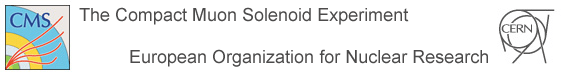 CMS
The Compact Muon Solenoid Experiment
CERN
European Organization for Nuclear Research